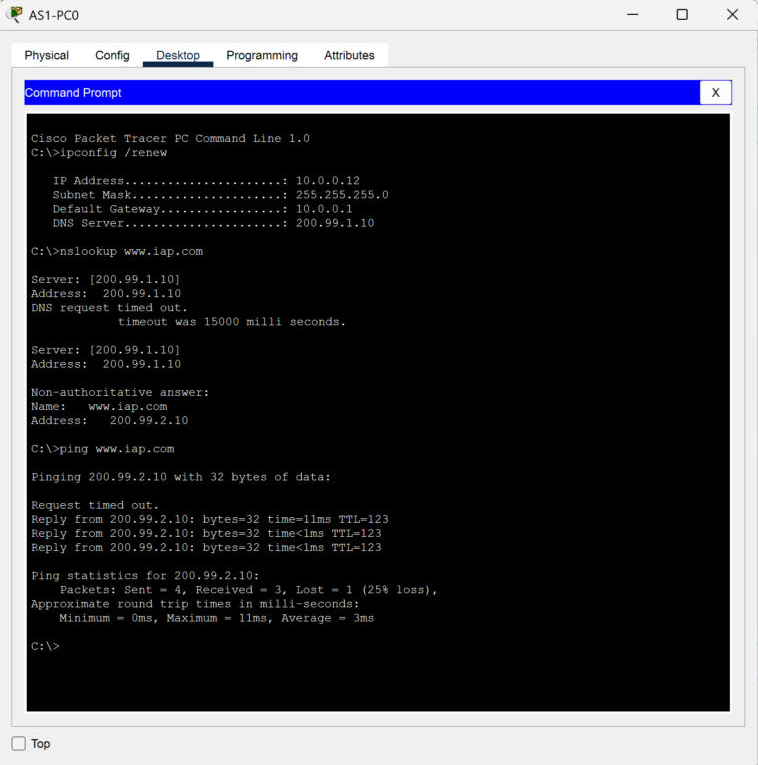 AS1-PC0
Physical Config Desktop Programming Attributes
Command Prompt X
Cisco Packet Tracer PC Command Line 1.0
C:\>ipconfig /renew
IP Address......................: 10.0.0.12
Subnet Mask.....................: 255.255.255.0
Default Gateway.................: 10.0.0.1
DNS Server......................: 200.99.1.10
C:\>nslookup www.iap.com
Server: [200.99.1.10]
Address:  200.99.1.10
DNS request timed out.
timeout was 15000 milli seconds.
Server: [200.99.1.10]
Address:  200.99.1.10
Non-authoritative answer:
Name:   www.iap.com
Address:   200.99.2.10
C:\>ping www.iap.com
Pinging 200.99.2.10 with 32 bytes of data:
Request timed out.
Reply from 200.99.2.10: bytes=32 time=11ms TTL=123
Reply from 200.99.2.10: bytes=32 time<1ms TTL=123
Reply from 200.99.2.10: bytes=32 time<1ms TTL=123
Ping statistics for 200.99.2.10:
Packets: Sent = 4, Received = 3, Lost = 1 (25% loss),
Approximate round trip times in milli-seconds:
Minimum = 0ms, Maximum = 11ms, Average = 3ms
C:\>
Top